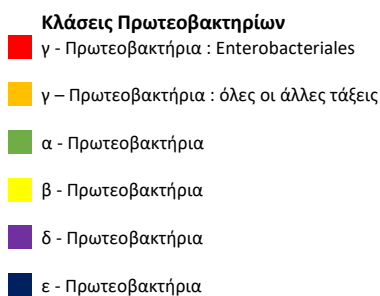 Κλάσεις Πρωτεοβακτηρίων
γ - Πρωτεοβακτήρια : Enterobacteriales
γ – Πρωτεοβακτήρια : όλες οι άλλες τάξεις
α - Πρωτεοβακτήρια
β - Πρωτεοβακτήρια
δ - Πρωτεοβακτήρια
ε - Πρωτεοβακτήρια